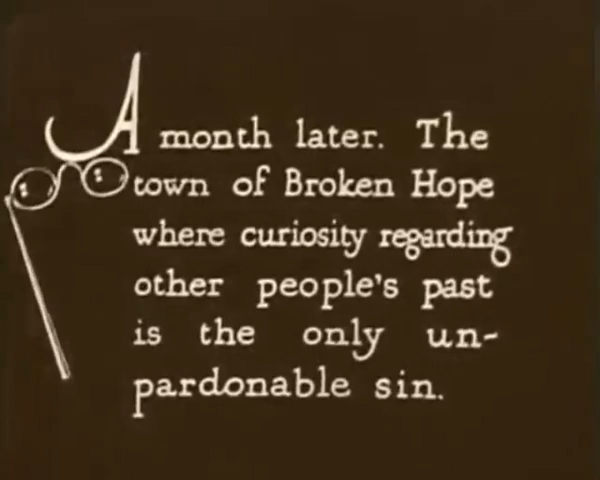 A month later. The
town of Broken Hope
where curiosity regarding
other people's past
is the only un-
pardonable sin.